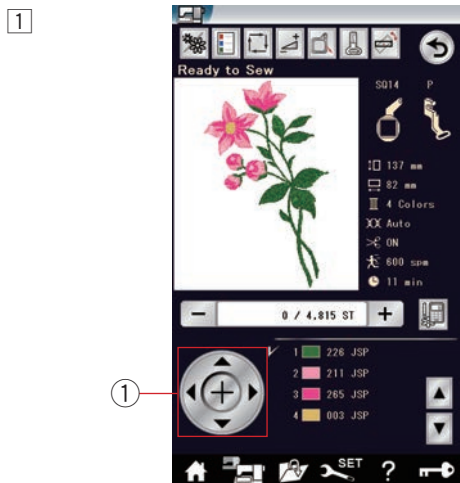 1
Ready to Sew
SQ14 P
137 mm
82 mm
4 Colors
Auto
ON
600 spm
11 min
− 0 / 4,815 ST +
1 226 JSP
2 211 JSP
3 265 JSP
4 003 JSP
1
SET ?